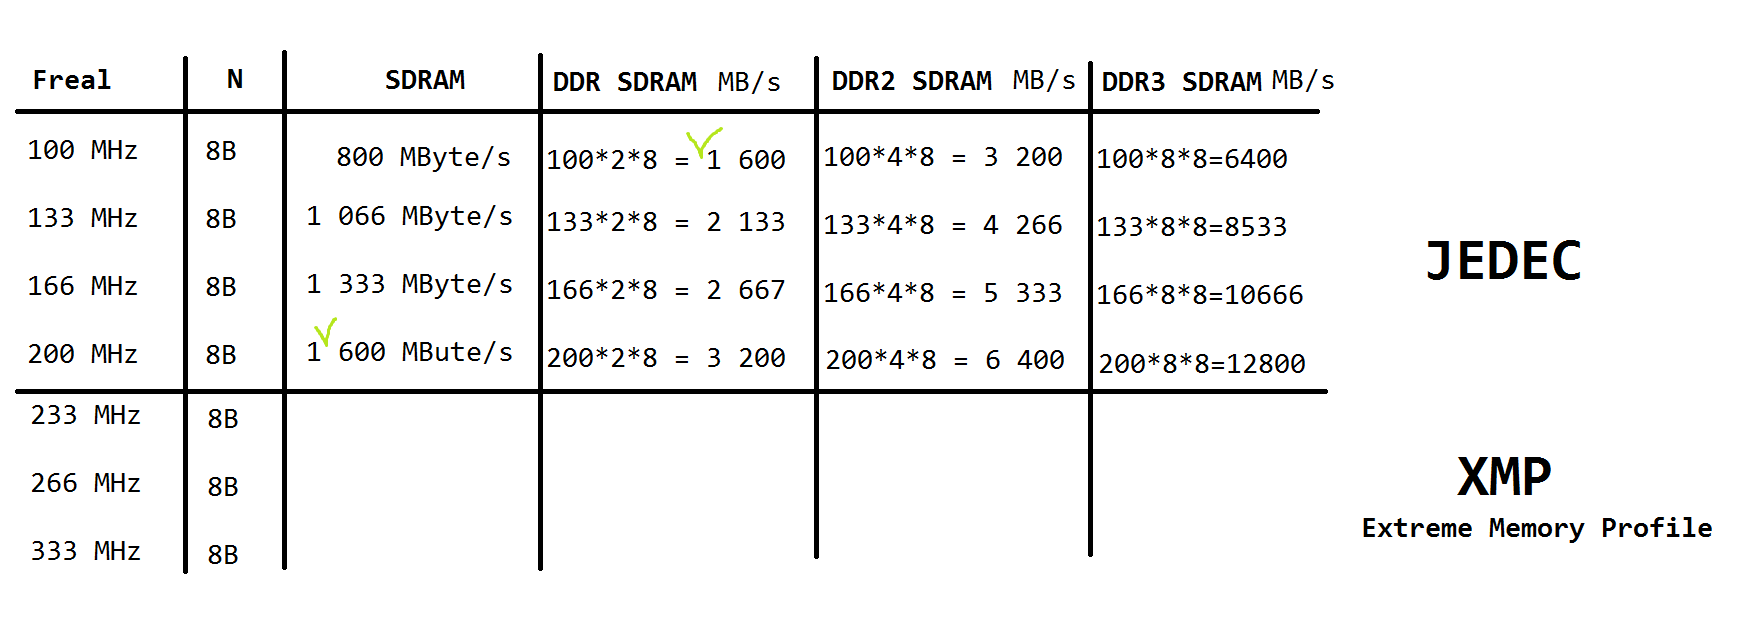 Freal N SDRAM DDR SDRAM MB/s DDR2 SDRAM MB/s DDR3 SDRAM MB/s
100 MHz 8B 800 MByte/s 100*2*8 = 1 600 100*4*8 = 3 200 100*8*8=6400
133 MHz 8B 1 066 MByte/s 133*2*8 = 2 133 133*4*8 = 4 266 133*8*8=8533
JEDEC
166 MHz 8B 1 333 MByte/s 166*2*8 = 2 667 166*4*8 = 5 333 166*8*8=10666
200 MHz 8B 1 600 MBute/s 200*2*8 = 3 200 200*4*8 = 6 400 200*8*8=12800
233 MHz 8B
266 MHz 8B
XMP
Extreme Memory Profile
333 MHz 8B